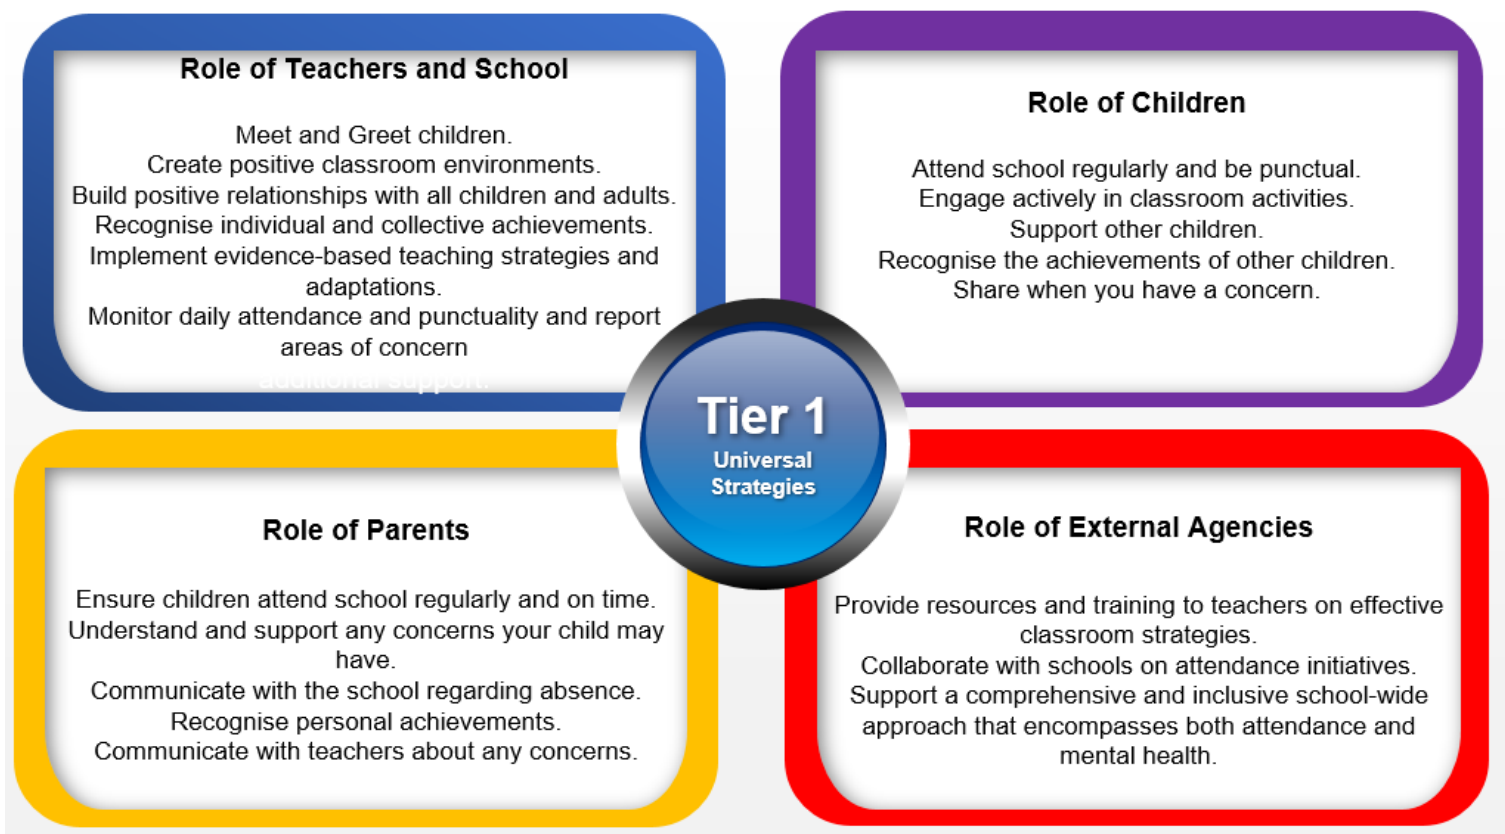 Role of Teachers and School
Meet and Greet children.
Create positive classroom environments.
Build positive relationships with all children and adults.
Recognise individual and collective achievements.
Implement evidence-based teaching strategies and
adaptations.
Monitor daily attendance and punctuality and report
areas of concern
additional support.
Role of Children
Attend school regularly and be punctual.
Engage actively in classroom activities.
Support other children.
Recognise the achievements of other children.
Share when you have a concern.
Tier 1
Universal
Strategies
Role of Parents
Ensure children attend school regularly and on time.
Understand and support any concerns your child may
have.
Communicate with the school regarding absence.
Recognise personal achievements.
Communicate with teachers about any concerns.
Role of External Agencies
Provide resources and training to teachers on effective
classroom strategies.
Collaborate with schools on attendance initiatives.
Support a comprehensive and inclusive school-wide
approach that encompasses both attendance and
mental health.